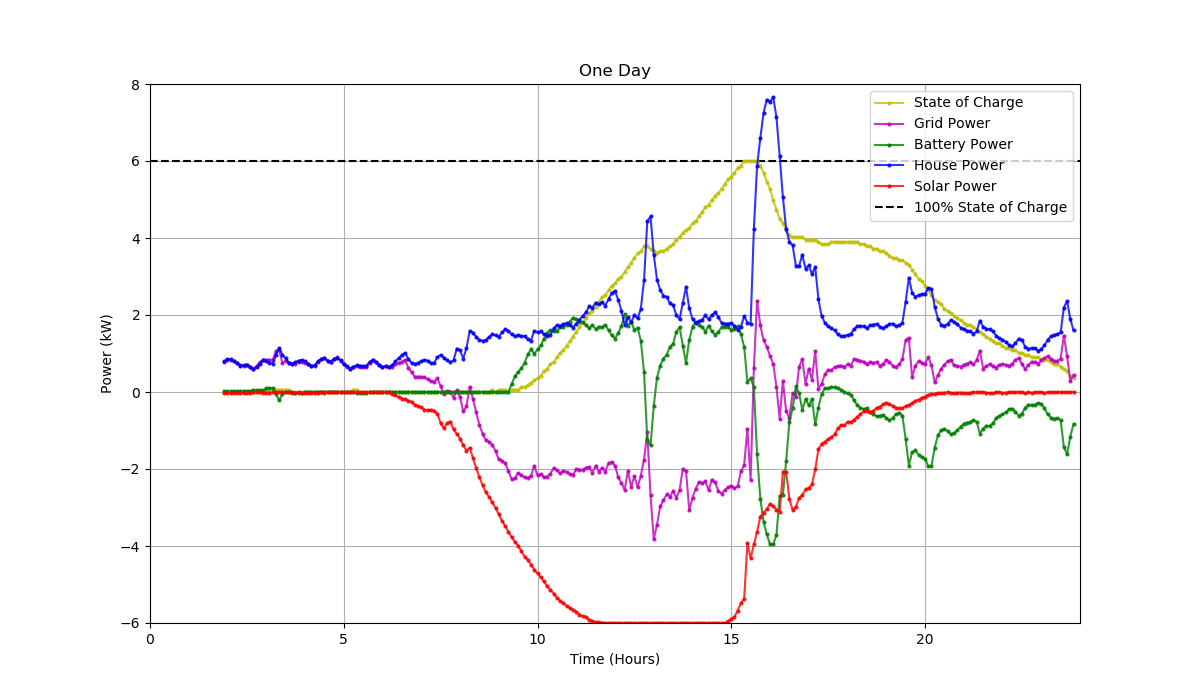 One Day
Power (kW)
8
6
4
2
0
−2
−4
−6
State of Charge
Grid Power
Battery Power
House Power
Solar Power
100% State of Charge
0 5 10 15 20
Time (Hours)